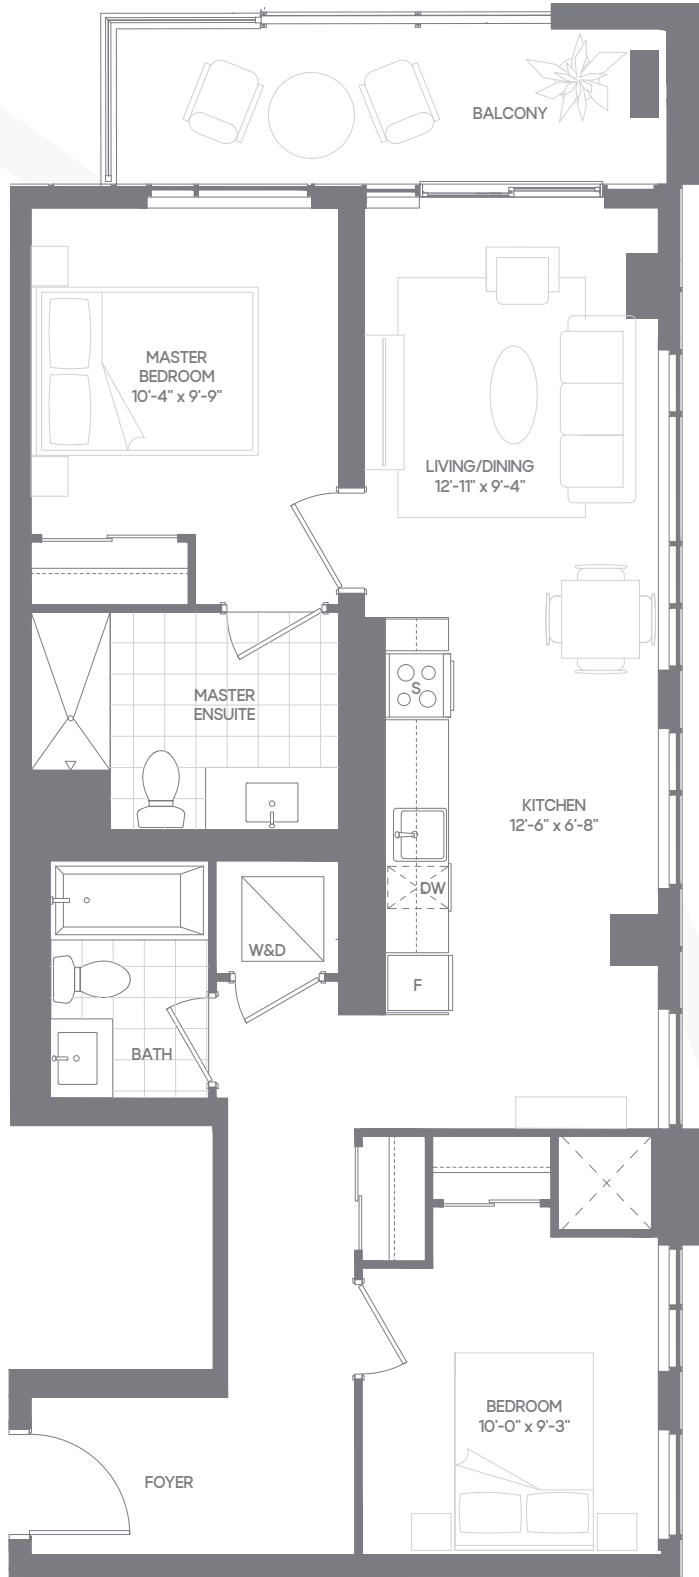 BALCONY
MASTER
BEDROOM
10'-4" x 9'-9"
LIVING/DINING
12'-11" x 9'-4"
S
MASTER
ENSUITE
KITCHEN
12'-6" x 6'-8"
DW
W&D
F
BATH
BEDROOM
10'-0" x 9'-3"
FOYER